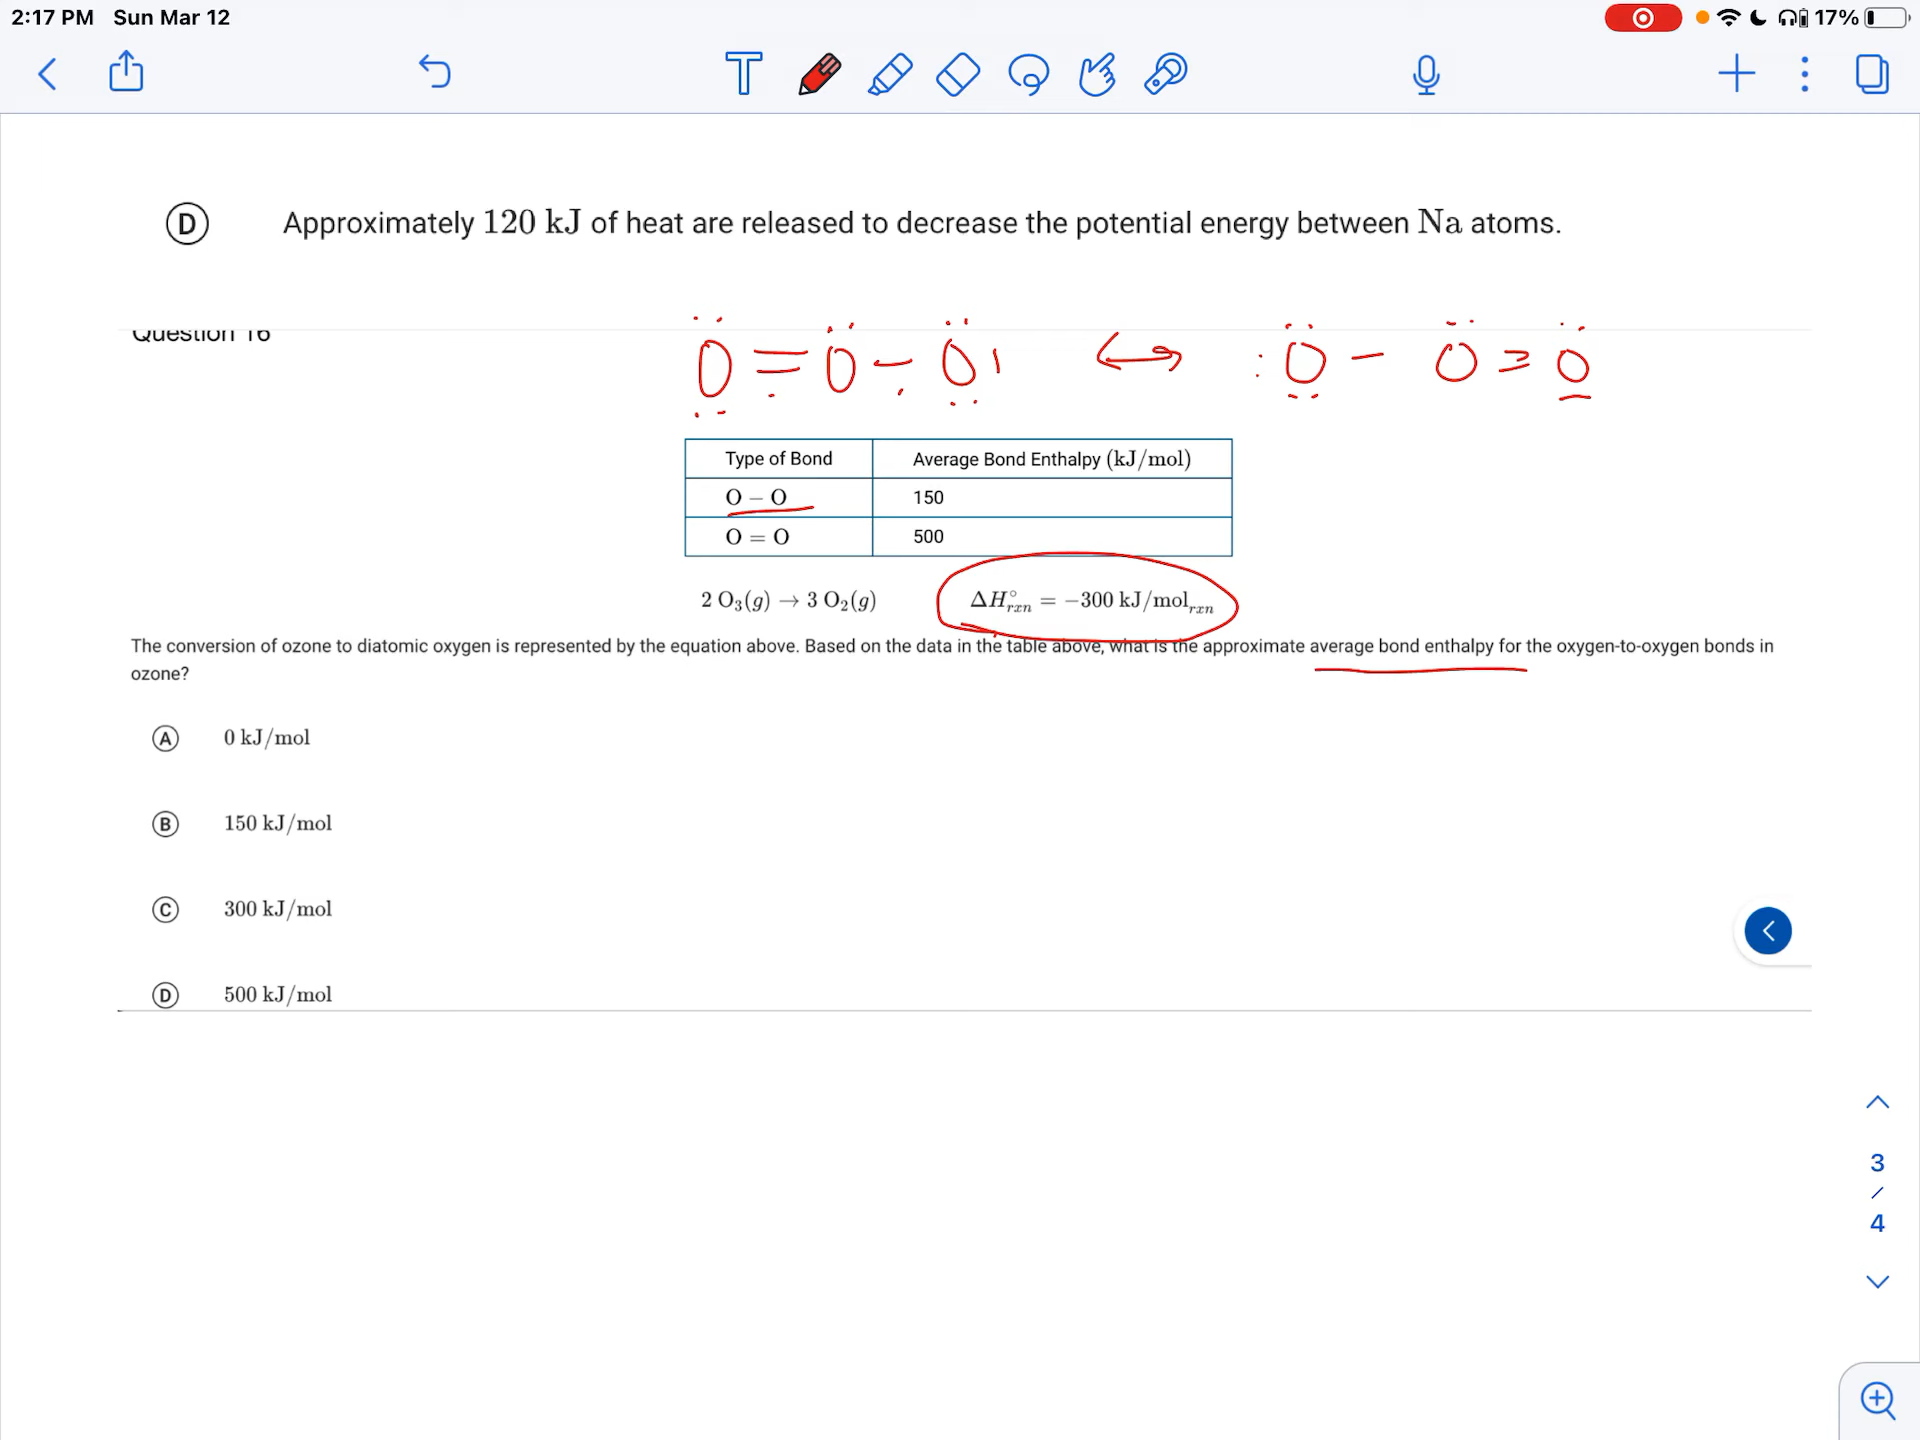 2:17 PM Sun Mar 12
17%
T
D Approximately 120 kJ of heat are released to decrease the potential energy between Na atoms.
Question 16
O = O - O ↔ :O - O = O
Type of Bond Average Bond Enthalpy (kJ/mol)
O – O 150
O = O 500
2 O₃(g) → 3 O₂(g) ΔH°rxn = −300 kJ/molrxn
The conversion of ozone to diatomic oxygen is represented by the equation above. Based on the data in the table above, what is the approximate average bond enthalpy for the oxygen-to-oxygen bonds in
ozone?
A 0 kJ/mol
B 150 kJ/mol
C 300 kJ/mol
D 500 kJ/mol
3
/
4